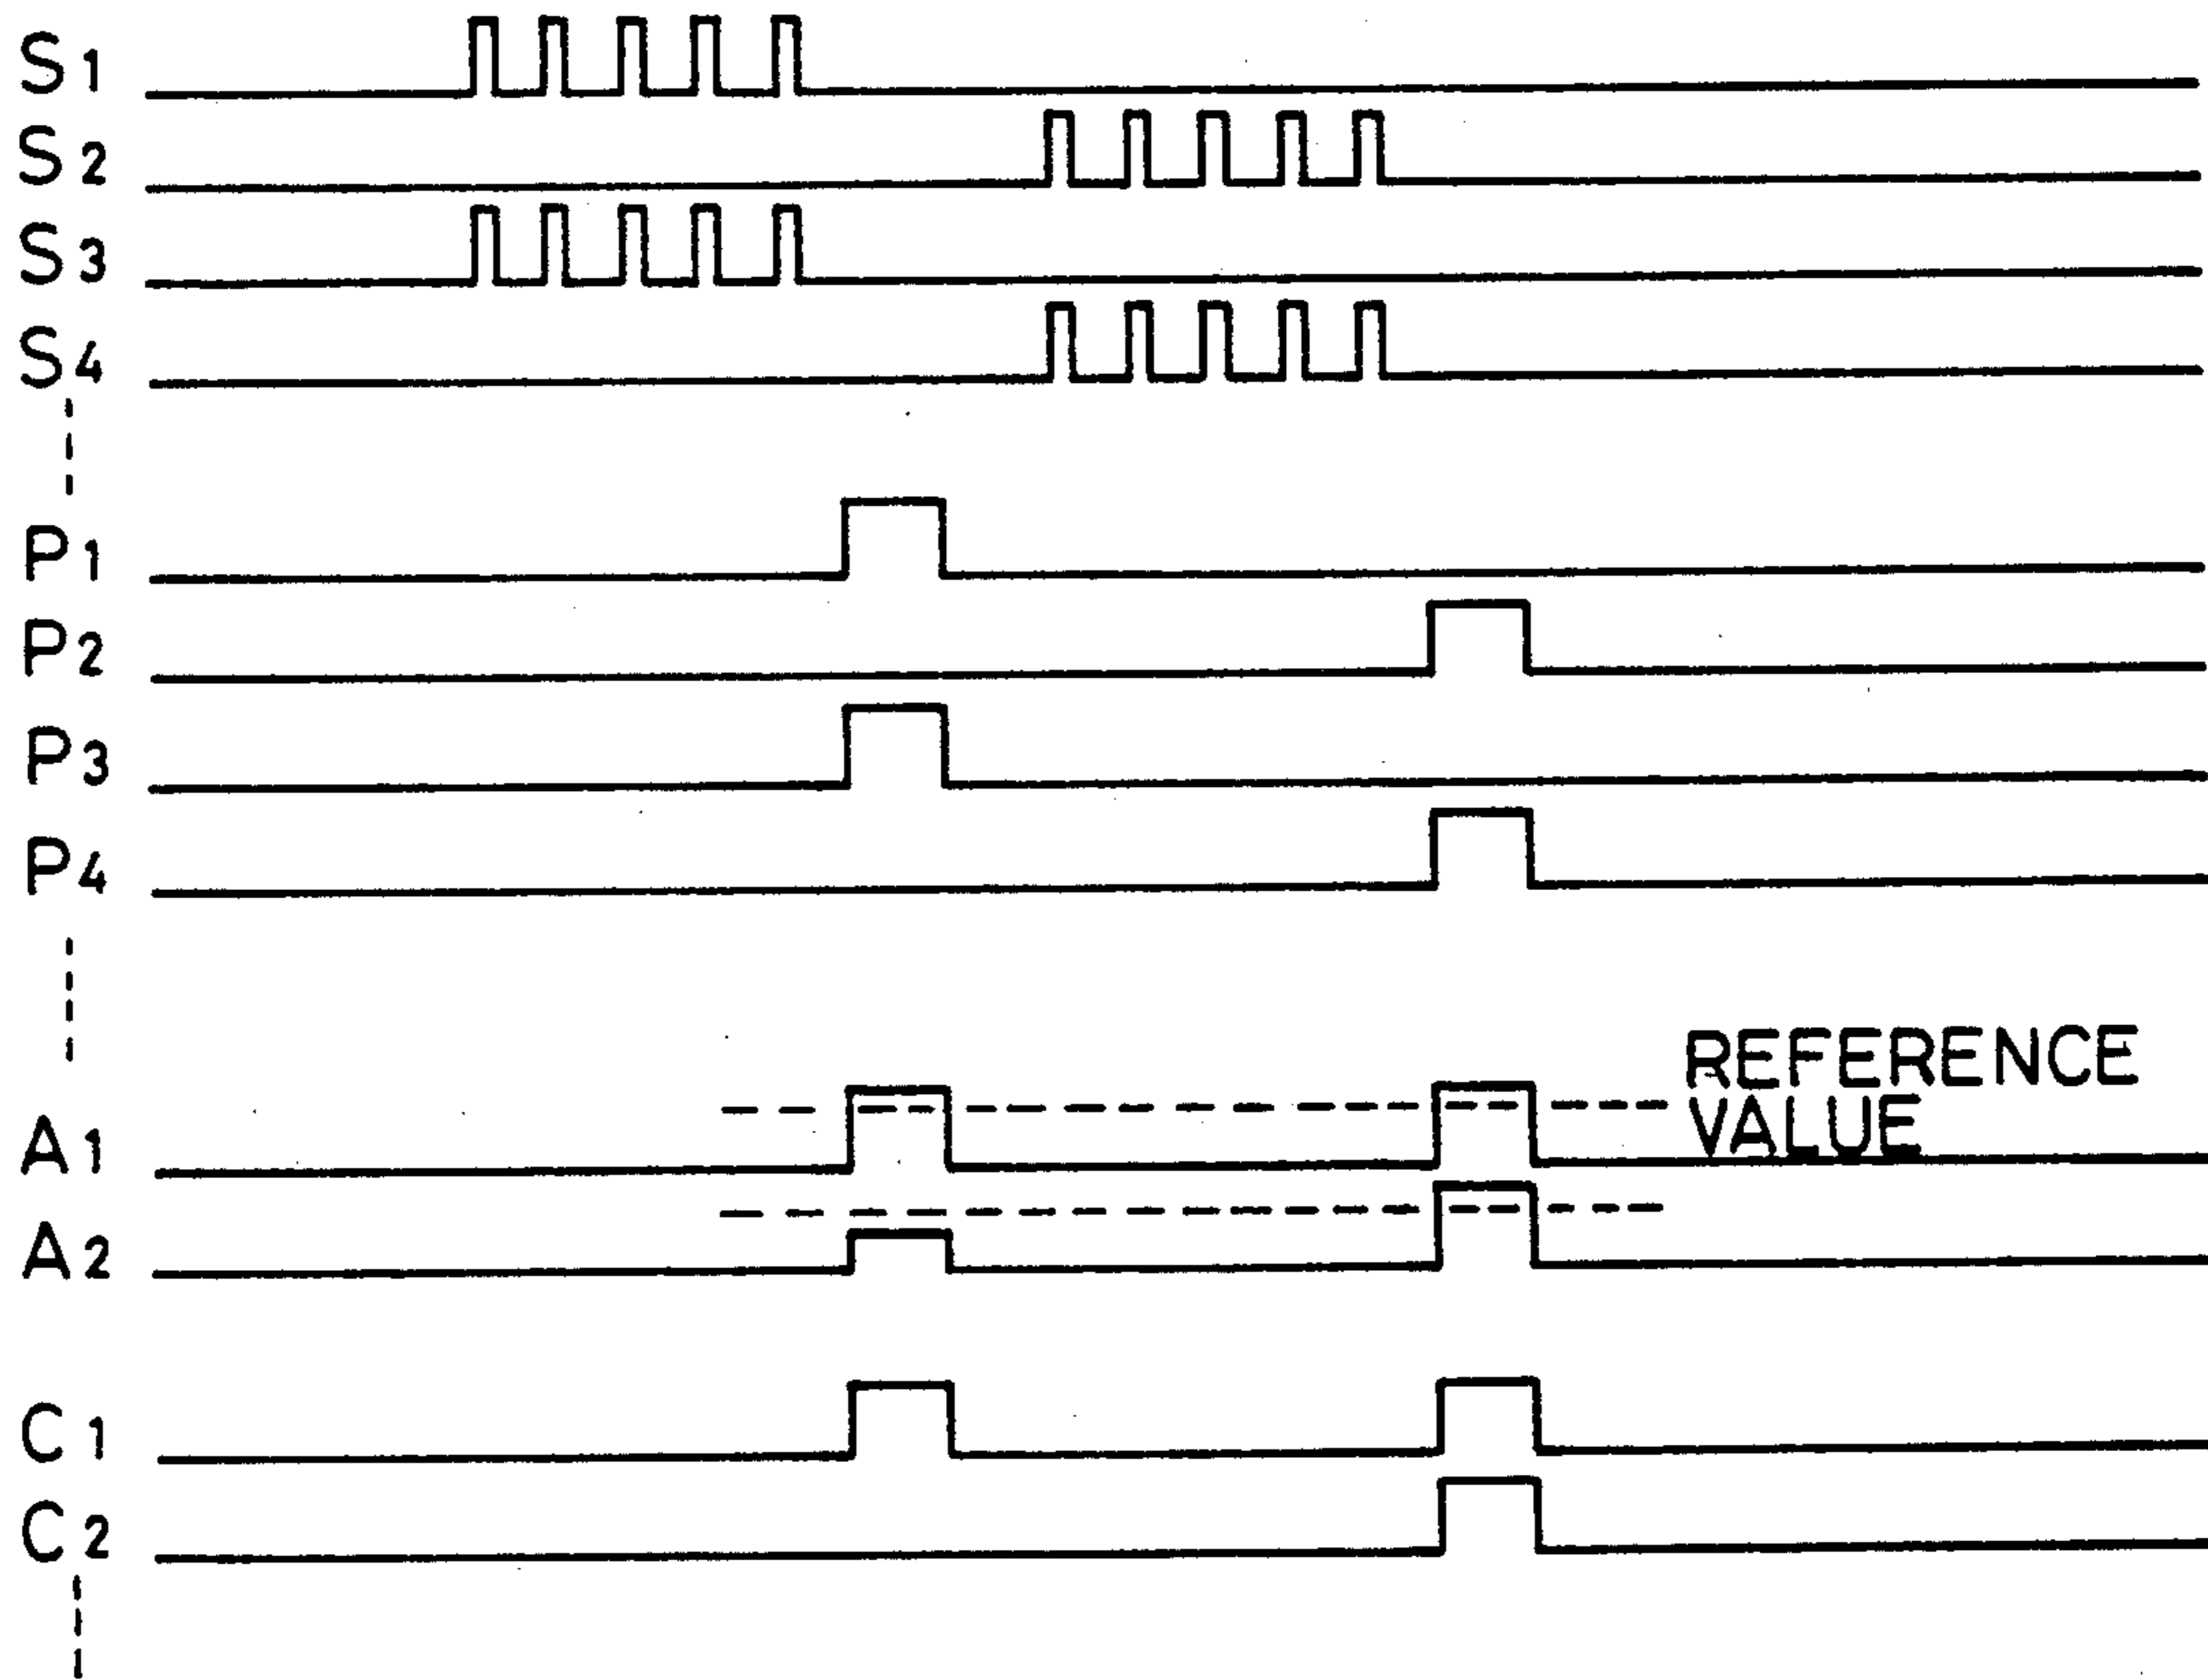 S1
S2
S3
S4
P1
P2
P3
P4
REFERENCE
VALUE
A1
A2
C1
C2